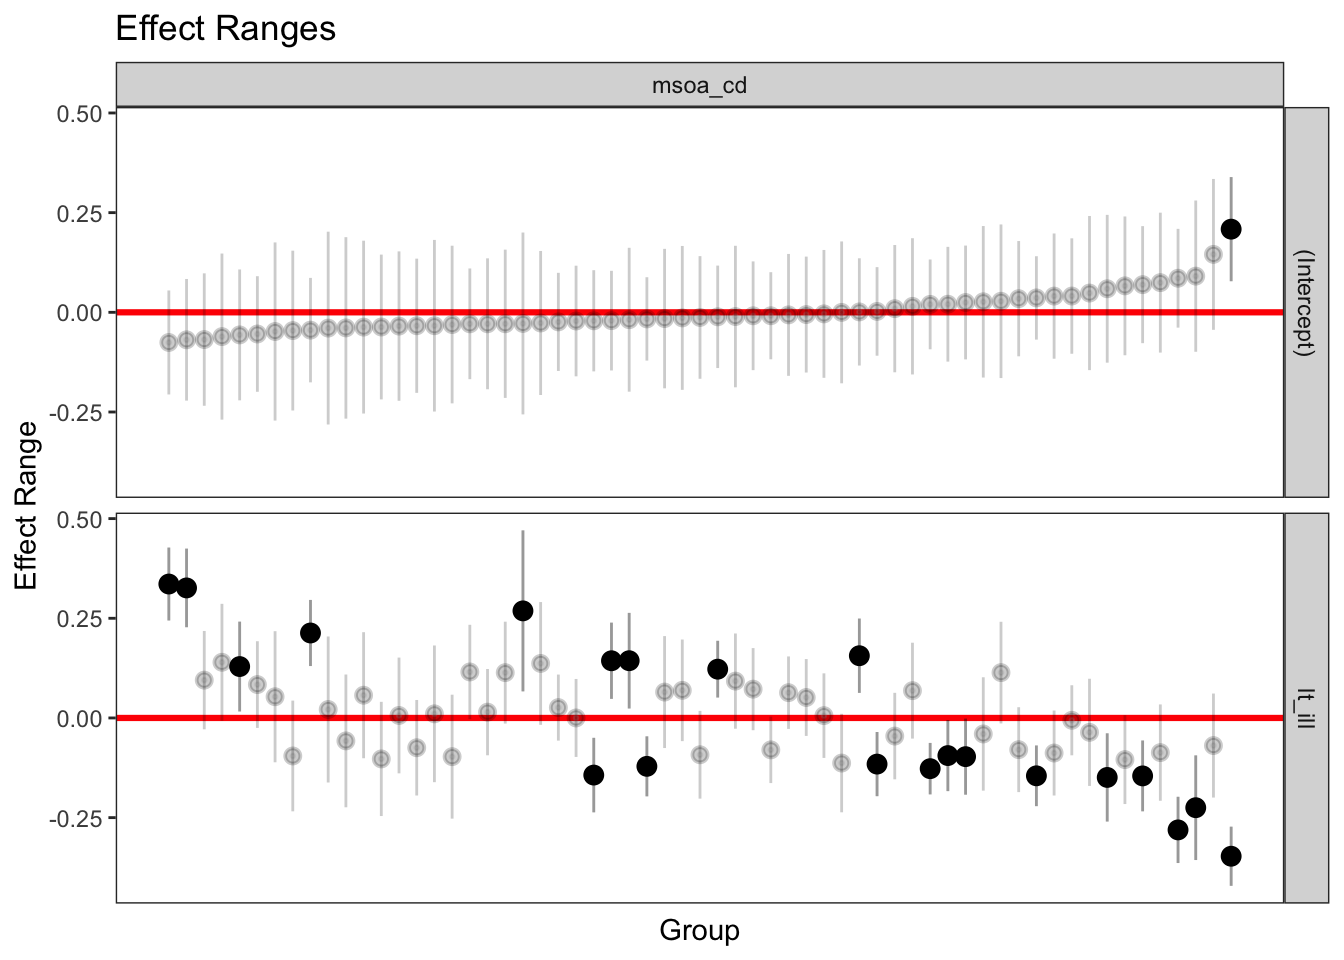 Effect Ranges
msoa_cd
0.50
0.25
0.00
-0.25
(Intercept)
Effect Range
0.50
0.25
0.00
-0.25
lt_ill
Group